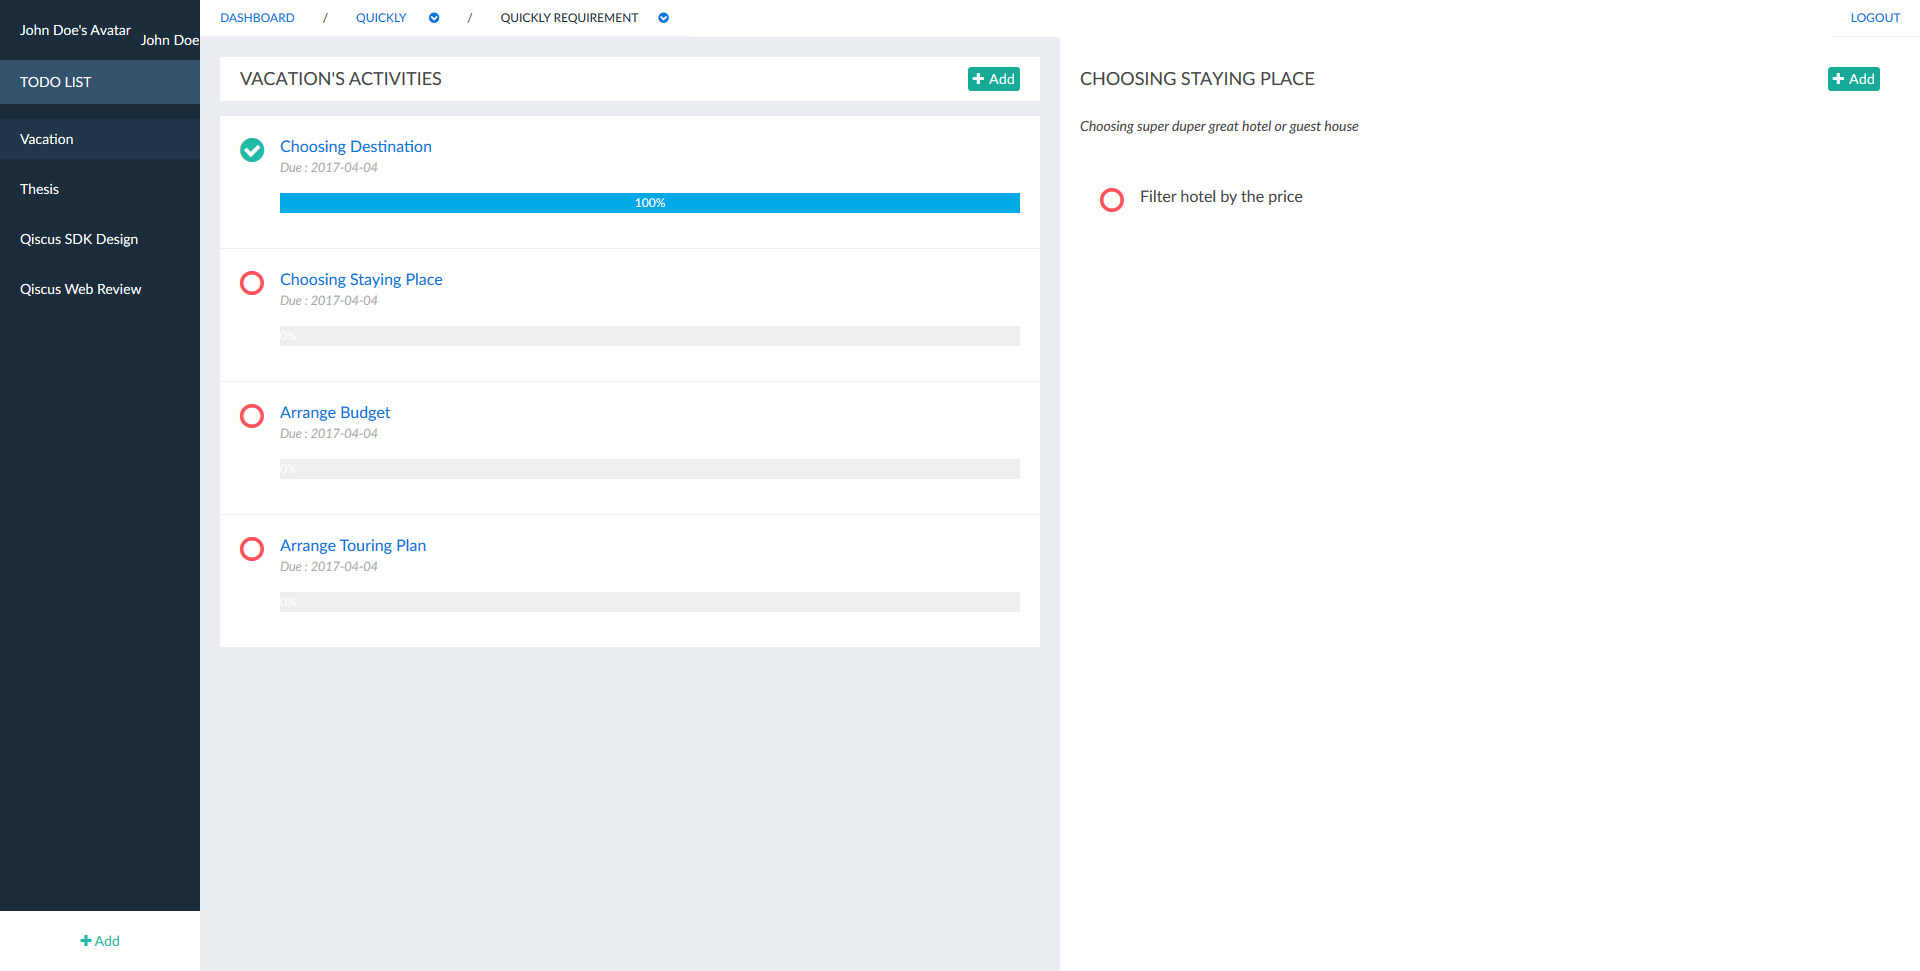 John Doe's Avatar
John Doe
TODO LIST
Vacation
Thesis
Qiscus SDK Design
Qiscus Web Review
Add
DASHBOARD / QUICKLY / QUICKLY REQUIREMENT
LOGOUT
VACATION'S ACTIVITIES
Add
Choosing Destination
Due : 2017-04-04
100%
Choosing Staying Place
Due : 2017-04-04
0%
Arrange Budget
Due : 2017-04-04
0%
Arrange Touring Plan
Due : 2017-04-04
0%
CHOOSING STAYING PLACE
Add
Choosing super duper great hotel or guest house
Filter hotel by the price